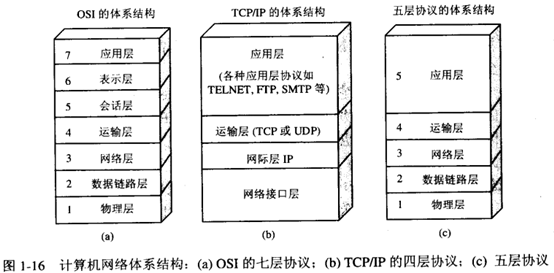 OSI 的体系结构
TCP/IP 的体系结构
五层协议的体系结构
7 应用层
6 表示层
5 会话层
4 运输层
3 网络层
2 数据链路层
1 物理层
(a)
应用层
(各种应用层协议如
TELNET, FTP, SMTP 等)
运输层 (TCP 或 UDP)
网际层 IP
网络接口层
(b)
5 应用层
4 运输层
3 网络层
2 数据链路层
1 物理层
(c)
图 1-16 计算机网络体系结构：(a) OSI 的七层协议；(b) TCP/IP 的四层协议；(c) 五层协议